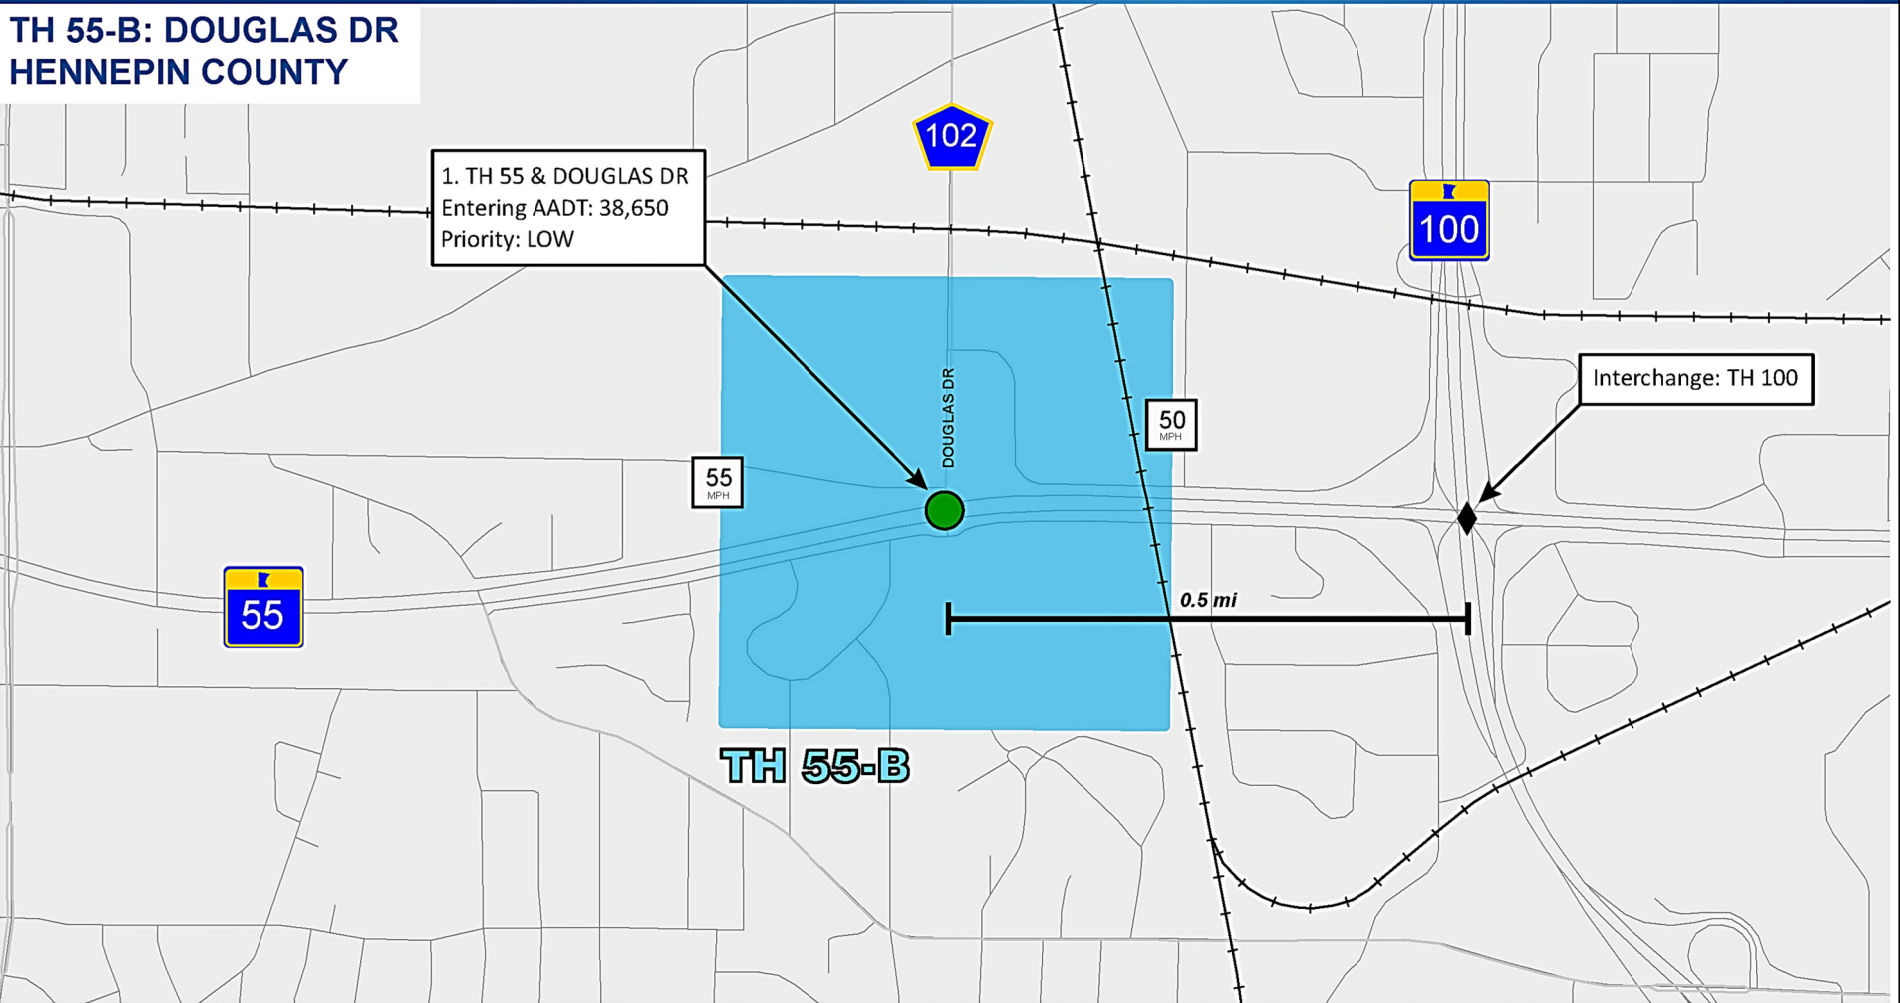 TH 55-B: DOUGLAS DR
HENNEPIN COUNTY
102
1. TH 55 & DOUGLAS DR
Entering AADT: 38,650
Priority: LOW
100
Interchange: TH 100
DOUGLAS DR
50
MPH
55
MPH
55
0.5 mi
TH 55-B